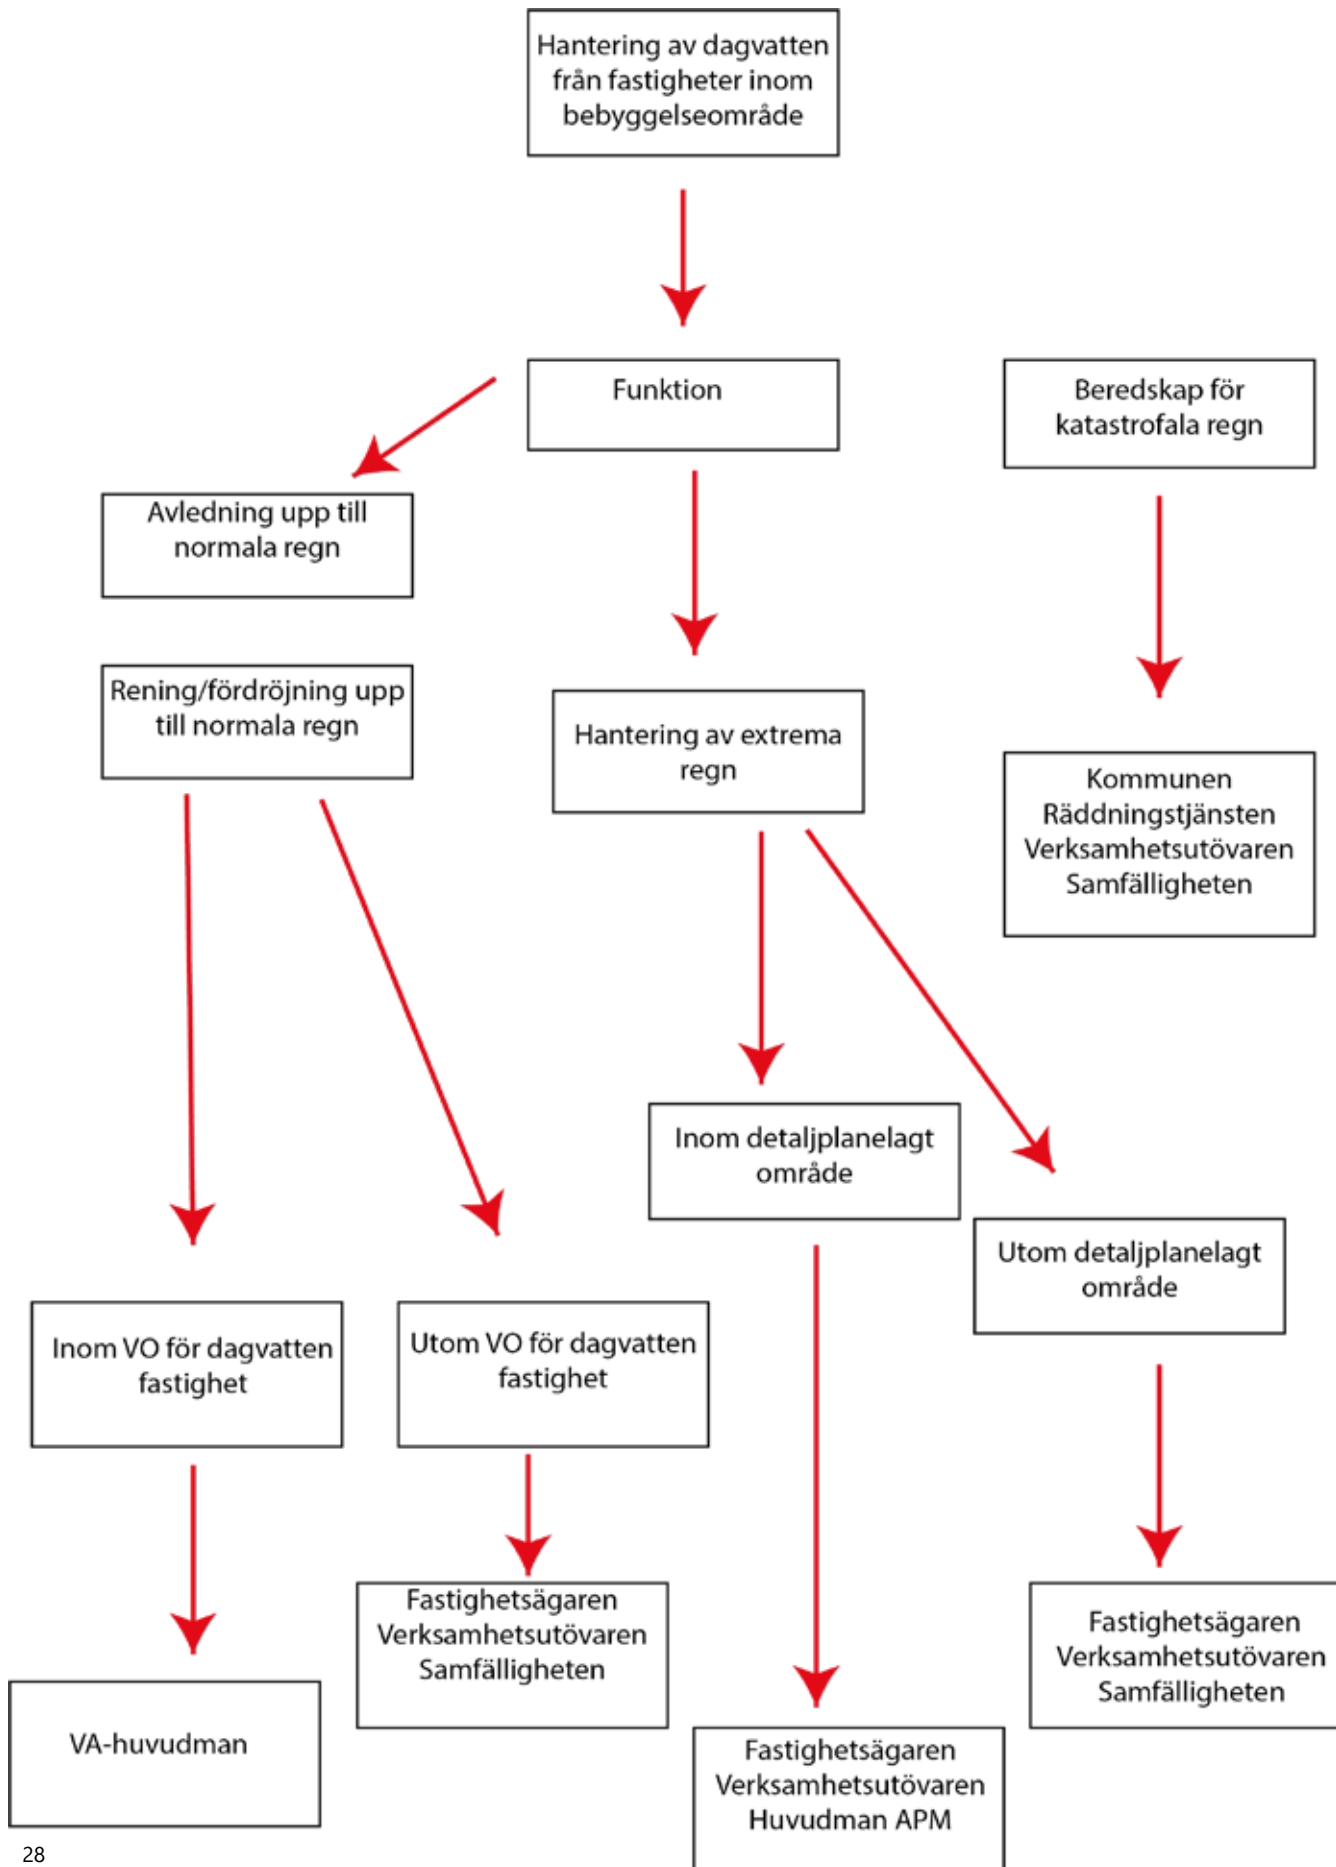 Hantering av dagvatten
från fastigheter inom
bebyggelseområde
Funktion
Beredskap för
katastrofala regn
Avledning upp till
normala regn
Rening/fördröjning upp
till normala regn
Hantering av extrema
regn
Kommunen
Räddningstjänsten
Verksamhetsutövaren
Samfälligheten
Inom detaljplanelagt
område
Utom detaljplanelagt
område
Inom VO för dagvatten
fastighet
Utom VO för dagvatten
fastighet
Fastighetsägaren
Verksamhetsutövaren
Samfälligheten
Fastighetsägaren
Verksamhetsutövaren
Samfälligheten
VA-huvudman
Fastighetsägaren
Verksamhetsutövaren
Huvudman APM
28